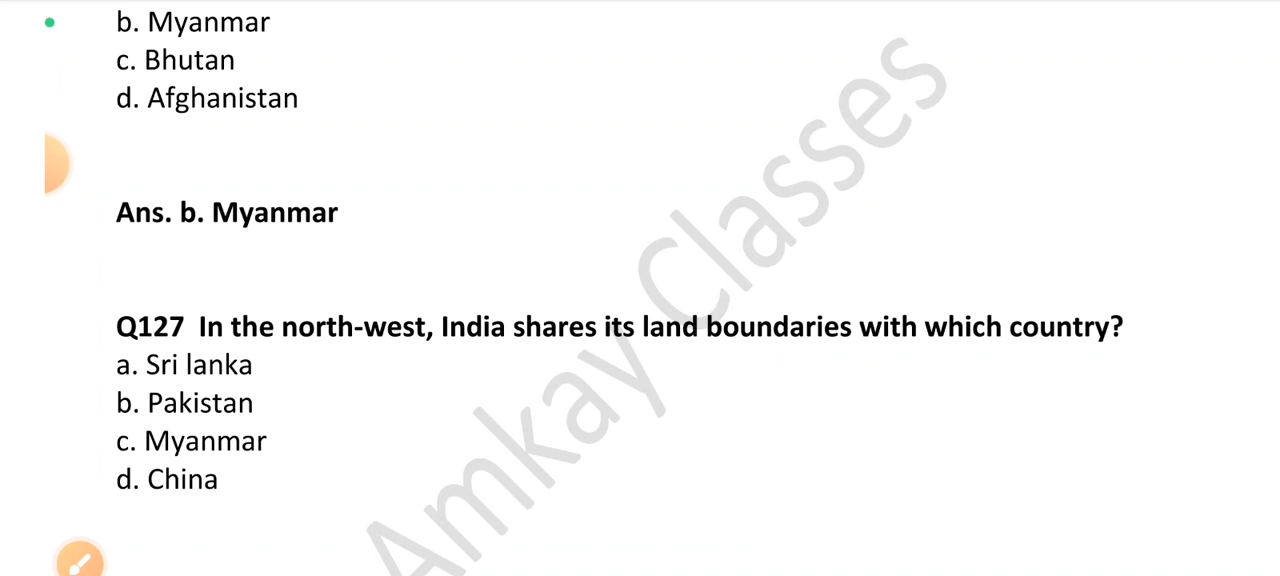 b. Myanmar
c. Bhutan
d. Afghanistan
Ans. b. Myanmar
Q127  In the north-west, India shares its land boundaries with which country?
a. Sri lanka
b. Pakistan
c. Myanmar
d. China
Amkay Classes